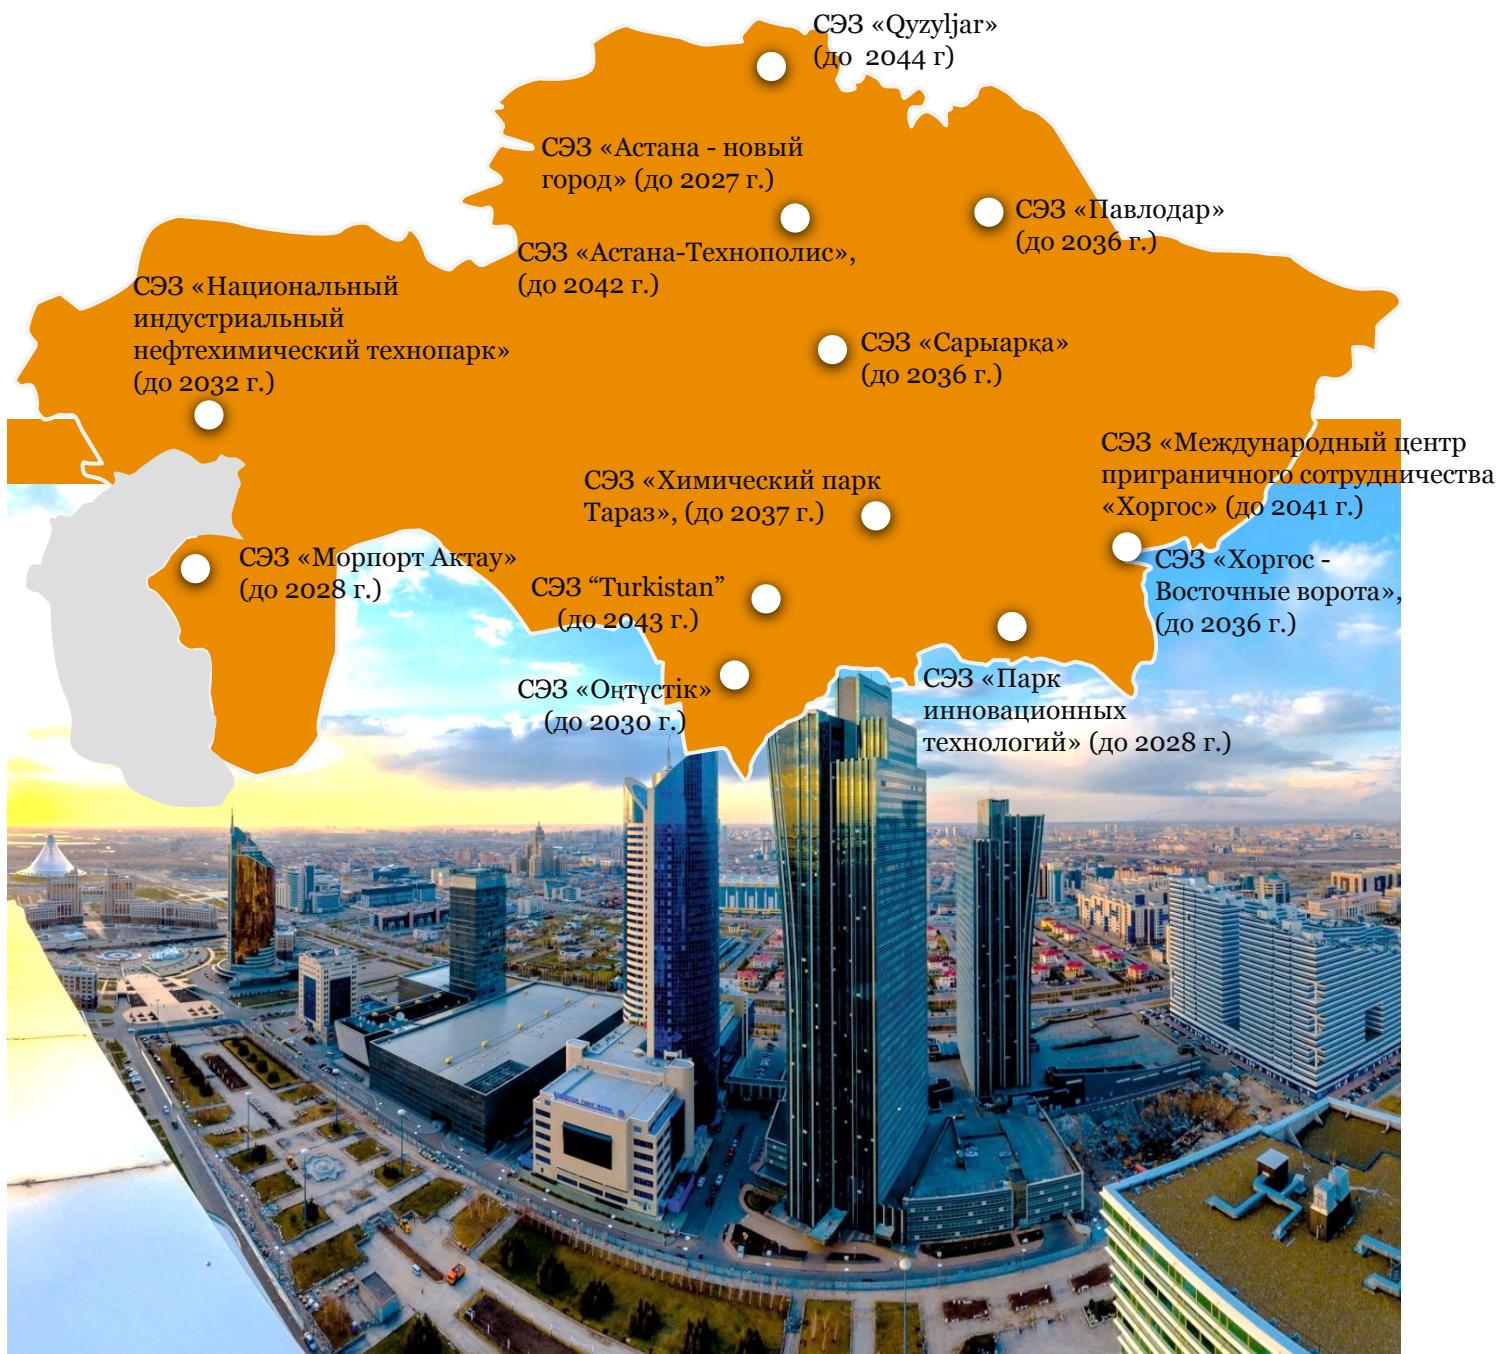 СЭЗ «Qyzyljar»
(до 2044 г)
СЭЗ «Астана - новый
город» (до 2027 г.)
СЭЗ «Павлодар»
(до 2036 г.)
СЭЗ «Астана-Технополис»,
(до 2042 г.)
СЭЗ «Национальный
индустриальный
нефтехимический технопарк»
(до 2032 г.)
СЭЗ «Сарыарқа»
(до 2036 г.)
СЭЗ «Международный центр
приграничного сотрудничества
«Хоргос» (до 2041 г.)
СЭЗ «Химический парк
Тараз», (до 2037 г.)
СЭЗ «Морпорт Актау»
(до 2028 г.)
СЭЗ «Хоргос -
Восточные ворота»,
(до 2036 г.)
СЭЗ “Turkistan”
(до 2043 г.)
СЭЗ «Оңтүстік»
(до 2030 г.)
СЭЗ «Парк
инновационных
технологий» (до 2028 г.)